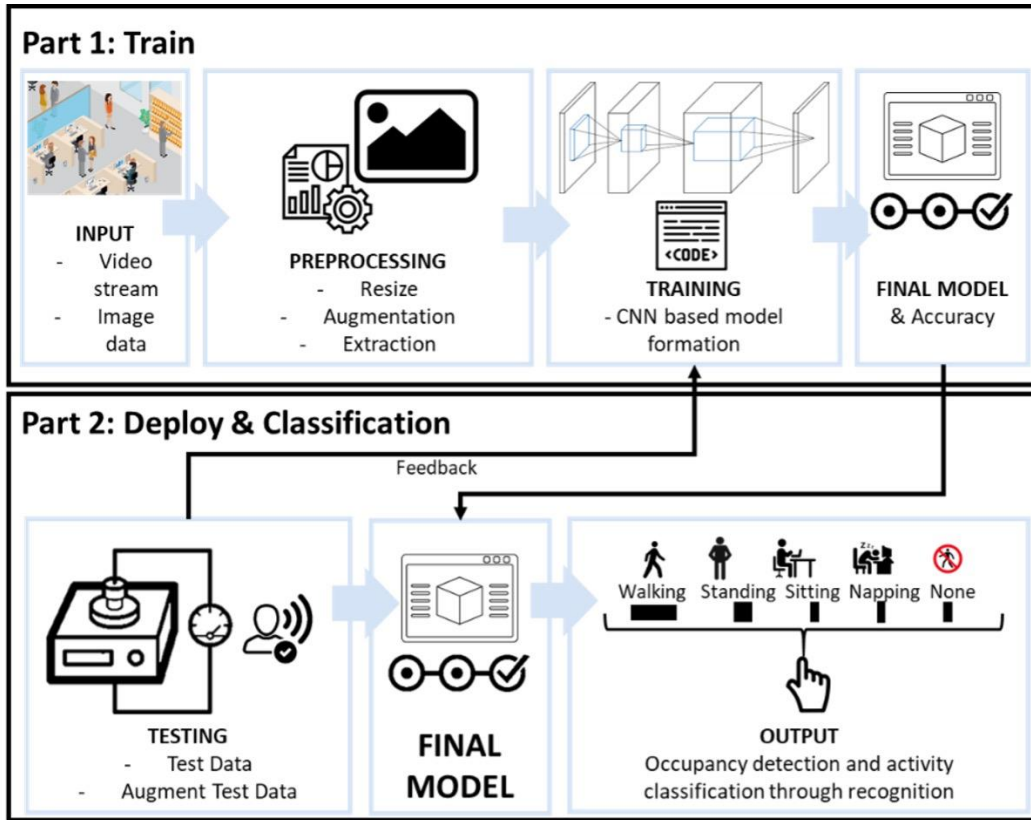 Part 1: Train
INPUT
- Video
stream
- Image
data
PREPROCESSING
- Resize
- Augmentation
- Extraction
<CODE>
TRAINING
- CNN based model
formation
FINAL MODEL
& Accuracy
Part 2: Deploy & Classification
Feedback
TESTING
- Test Data
- Augment Test Data
FINAL
MODEL
Zzz
Walking Standing Sitting Napping None
OUTPUT
Occupancy detection and activity
classification through recognition